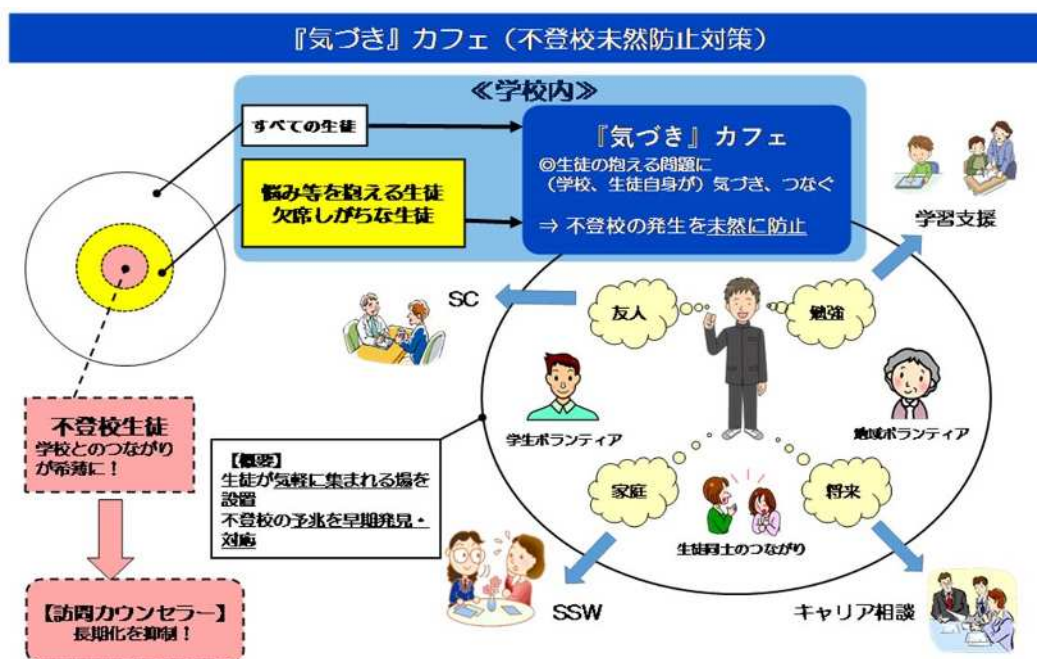 『気づき』カフェ（不登校未然防止対策）
≪学校内≫
すべての生徒
悩み等を抱える生徒
欠席しがちな生徒
『気づき』カフェ
◎生徒の抱える問題に
（学校、生徒自身が）気づき、つなぐ
⇒ 不登校の発生を未然に防止
学習支援
SC
友人
勉強
学生ボランティア
地域ボランティア
不登校生徒
学校とのつながり
が希薄に！
【概要】
生徒が気軽に集まれる場を
設置
不登校の予兆を早期発見・
対応
家庭
将来
生徒同士のつながり
SSW
キャリア相談
【訪問カウンセラー】
長期化を抑制！